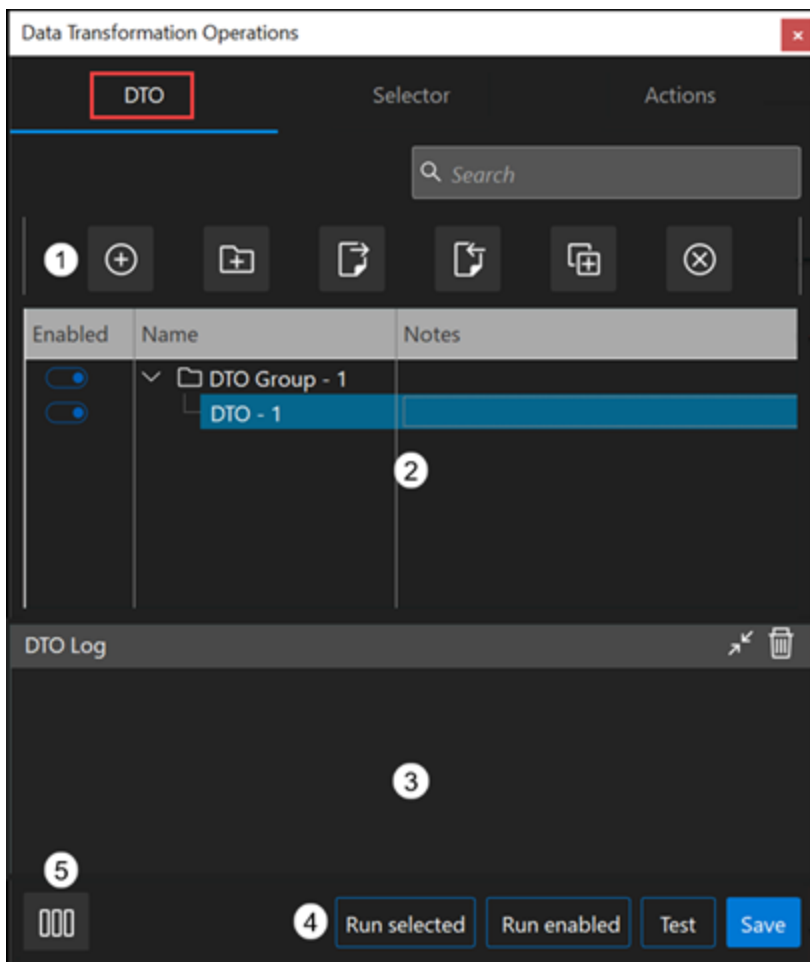 Data Transformation Operations
DTO Selector Actions
Search
1
Enabled Name Notes
DTO Group - 1
DTO - 1
2
DTO Log
3
5
4 Run selected Run enabled Test Save